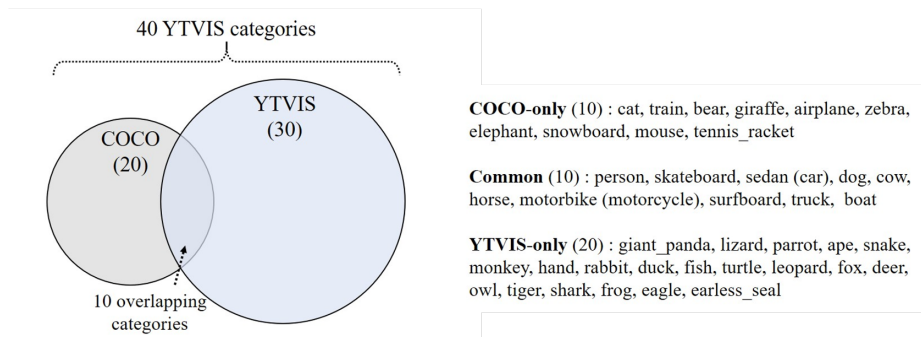 40 YTVIS categories
YTVIS
(30)
COCO
(20)
10 overlapping
categories
COCO-only (10) : cat, train, bear, giraffe, airplane, zebra,
elephant, snowboard, mouse, tennis_racket
Common (10) : person, skateboard, sedan (car), dog, cow,
horse, motorbike (motorcycle), surfboard, truck, boat
YTVIS-only (20) : giant_panda, lizard, parrot, ape, snake,
monkey, hand, rabbit, duck, fish, turtle, leopard, fox, deer,
owl, tiger, shark, frog, eagle, earless_seal